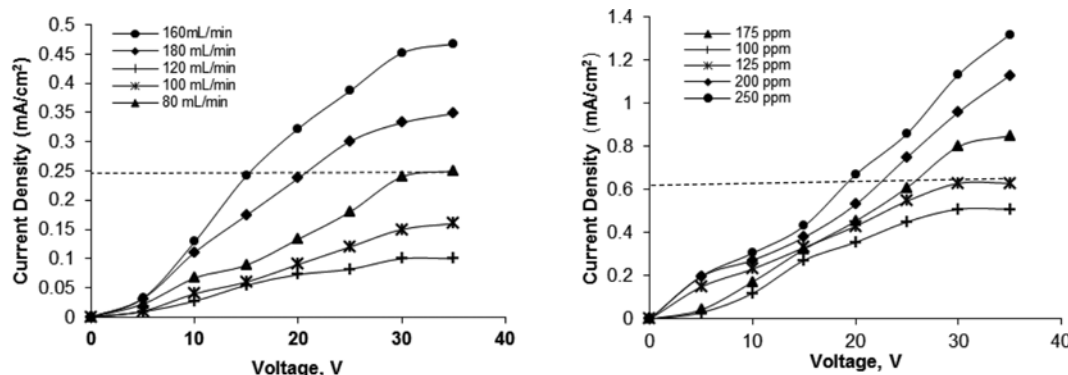 Current Density (mA/cm²)
0.5
0.45
0.4
0.35
0.3
0.25
0.2
0.15
0.1
0.05
0
160mL/min
180 mL/min
120 mL/min
100 mL/min
80 mL/min
0
10
20
30
40
Voltage, V
Current Density (mA/cm²)
1.4
1.2
1
0.8
0.6
0.4
0.2
0
175 ppm
100 ppm
125 ppm
200 ppm
250 ppm
0
10
20
30
40
Voltage, V